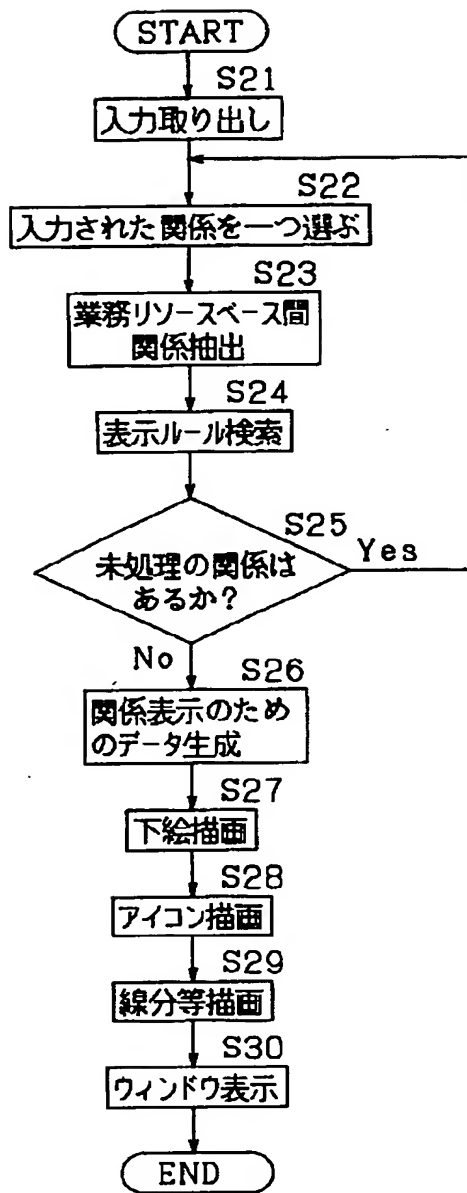 START
S21
入力取り出し
S22
入力された関係を一つ選ぶ
S23
業務リソースベース間
関係抽出
S24
表示ルール検索
S25
未処理の関係は
あるか?
Yes
No
S26
関係表示のため
のデータ生成
S27
下絵描画
S28
アイコン描画
S29
線分等描画
S30
ウィンドウ表示
END